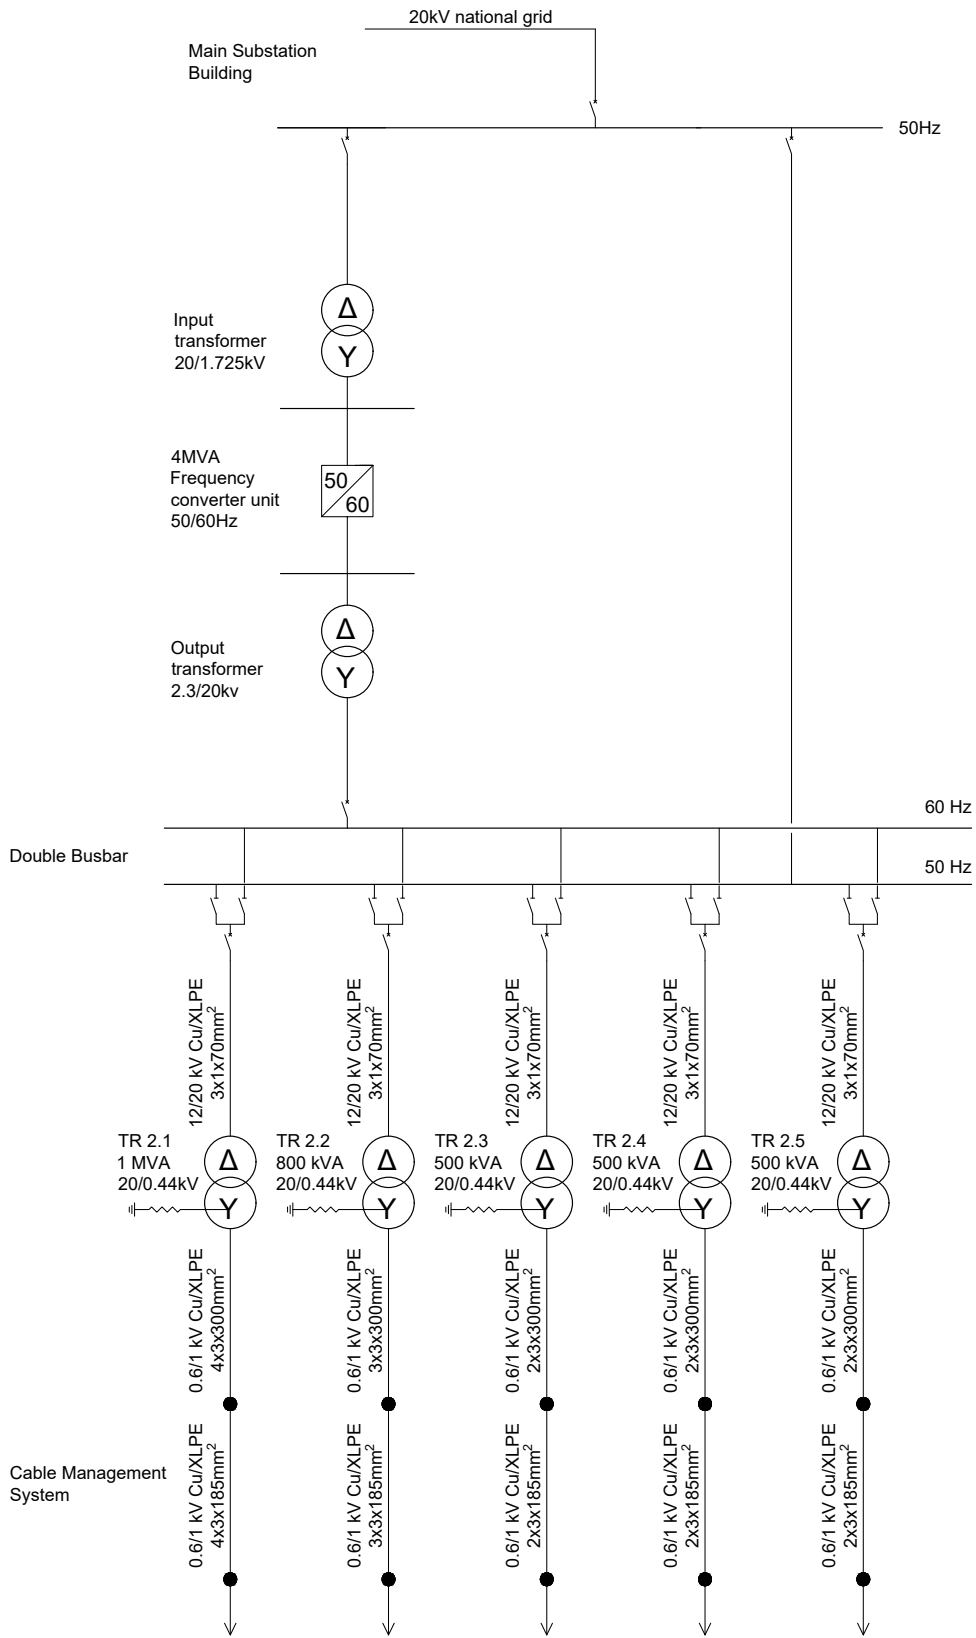 20kV national grid
Main Substation
Building
50Hz
Δ
Y
Input
transformer
20/1.725kV
4MVA
Frequency
converter unit
50/60Hz
50
60
Δ
Y
Output
transformer
2.3/20kv
60 Hz
Double Busbar
50 Hz
12/20 kV Cu/XLPE
3x1x70mm²
12/20 kV Cu/XLPE
3x1x70mm²
12/20 kV Cu/XLPE
3x1x70mm²
12/20 kV Cu/XLPE
3x1x70mm²
12/20 kV Cu/XLPE
3x1x70mm²
TR 2.1
1 MVA
20/0.44kV
Δ
Y
TR 2.2
800 kVA
20/0.44kV
Δ
Y
TR 2.3
500 kVA
20/0.44kV
Δ
Y
TR 2.4
500 kVA
20/0.44kV
Δ
Y
TR 2.5
500 kVA
20/0.44kV
Δ
Y
0.6/1 kV Cu/XLPE
4x3x300mm²
0.6/1 kV Cu/XLPE
3x3x300mm²
0.6/1 kV Cu/XLPE
2x3x300mm²
0.6/1 kV Cu/XLPE
2x3x300mm²
0.6/1 kV Cu/XLPE
2x3x300mm²
Cable Management
System
0.6/1 kV Cu/XLPE
4x3x185mm²
0.6/1 kV Cu/XLPE
3x3x185mm²
0.6/1 kV Cu/XLPE
2x3x185mm²
0.6/1 kV Cu/XLPE
2x3x185mm²
0.6/1 kV Cu/XLPE
2x3x185mm²